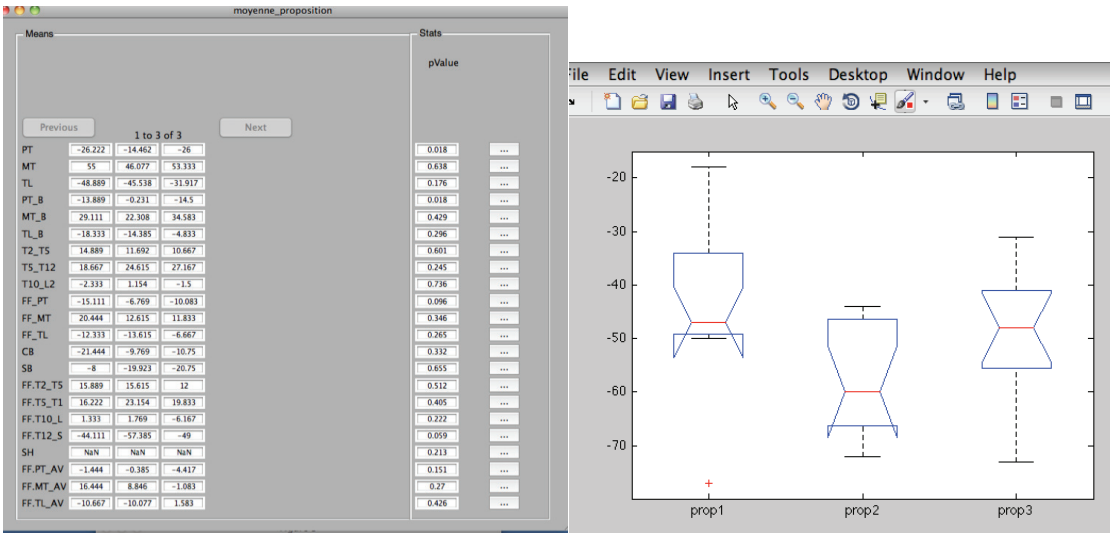 moyenne_proposition
Means
Stats
pValue
Previous 1 to 3 of 3 Next
PT -26.222 -14.462 -26 0.018 ...
MT 55 46.077 53.333 0.638 ...
TL -48.889 -45.538 -31.917 0.176 ...
PT_B -13.889 -0.231 -14.5 0.018 ...
MT_B 29.111 22.308 34.583 0.429 ...
TL_B -18.333 -14.385 -4.833 0.296 ...
T2_T5 14.889 11.692 10.667 0.601 ...
T5_T12 18.667 24.615 27.167 0.245 ...
T10_L2 -2.333 1.154 -1.5 0.736 ...
FF_PT -15.111 -6.769 -10.083 0.096 ...
FF_MT 20.444 12.615 11.833 0.346 ...
FF_TL -12.333 -13.615 -6.667 0.265 ...
CB -21.444 -9.769 -10.75 0.332 ...
SB -8 -19.923 -20.75 0.655 ...
FF.T2_T5 15.889 15.615 12 0.512 ...
FF.T5_T1 16.222 23.154 19.833 0.405 ...
FF.T10_L 1.333 1.769 -6.167 0.222 ...
FF.T12_S -44.111 -57.385 -49 0.059 ...
SH NaN NaN NaN 0.213 ...
FF.PT_AV -1.444 -0.385 -4.417 0.151 ...
FF.MT_AV 16.444 8.846 -1.083 0.27 ...
FF.TL_AV -10.667 -10.077 1.583 0.426 ...
File Edit View Insert Tools Desktop Window Help
-20
-30
-40
-50
-60
-70
prop1 prop2 prop3